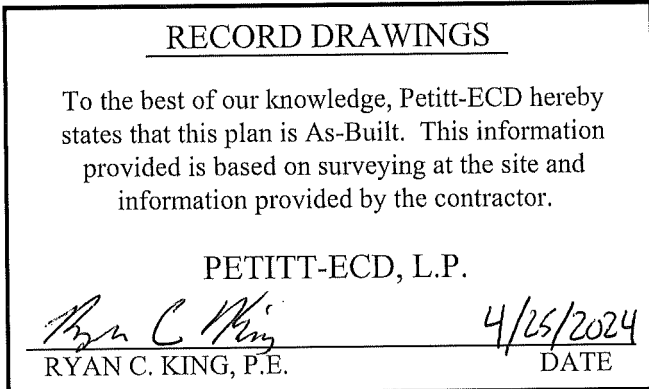 RECORD DRAWINGS
To the best of our knowledge, Petitt-ECD hereby
states that this plan is As-Built. This information
provided is based on surveying at the site and
information provided by the contractor.
PETITT-ECD, L.P.
Ryan C King 4/25/2024
RYAN C. KING, P.E. DATE